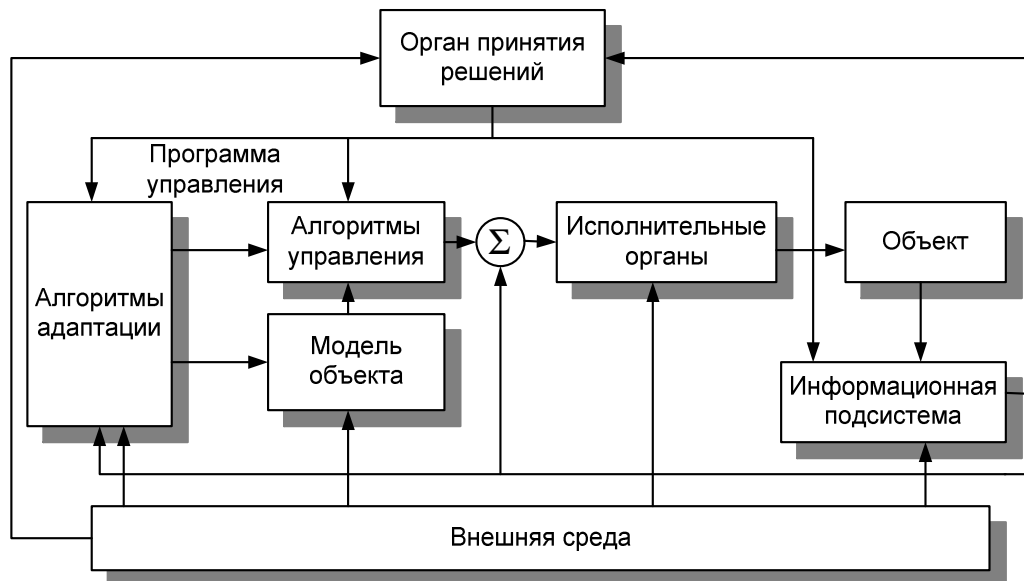 Орган принятия
решений
Программа
управления
Алгоритмы
управления
Σ
Исполнительные
органы
Объект
Алгоритмы
адаптации
Модель
объекта
Информационная
подсистема
Внешняя среда